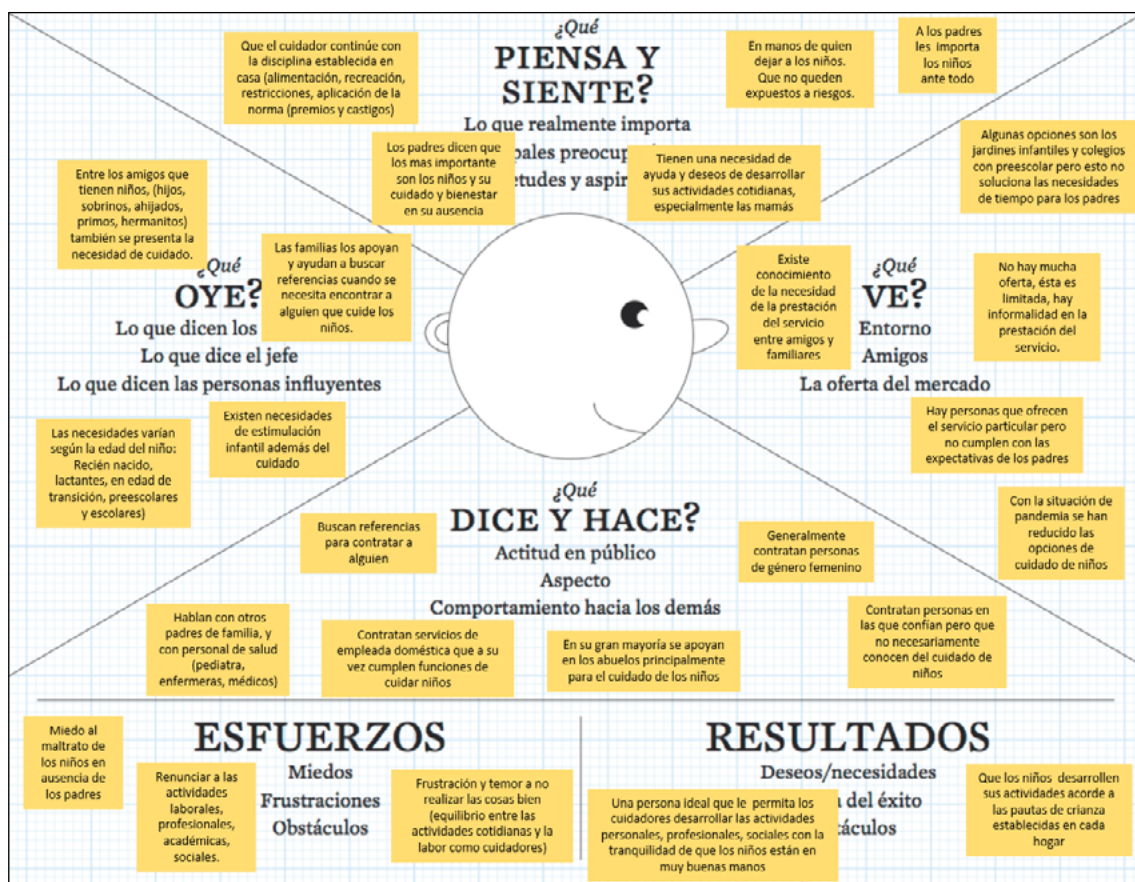 ¿Qué
PIENSA Y
SIENTE?
Lo que realmente importa
pales preocup
etudes y aspir
Que el cuidador continúe con
la disciplina establecida en
casa (alimentación, recreación,
restricciones, aplicación de la
norma (premios y castigos)
Los padres dicen que
los mas importante
son los niños y su
cuidado y bienestar
en su ausencia
En manos de quien
dejar a los niños.
Que no queden
expuestos a riesgos.
A los padres
les importa
los niños
ante todo
Tienen una necesidad de
ayuda y deseos de desarrollar
sus actividades cotidianas,
especialmente las mamás
Entre los amigos que
tienen niños, (hijos,
sobrinos, ahijados,
primos, hermanitos)
también se presenta la
necesidad de cuidado.
Las familias los apoyan
y ayudan a buscar
referencias cuando se
necesita encontrar a
alguien que cuide los
niños.
¿Qué
OYE?
Lo que dicen los
Lo que dice el jefe
Lo que dicen las personas influyentes
Las necesidades varían
según la edad del niño:
Recién nacido,
lactantes, en edad de
transición, preescolares
y escolares)
Existen necesidades
de estimulación
infantil además del
cuidado
Algunas opciones son los
jardines infantiles y colegios
con preescolar pero esto no
soluciona las necesidades
de tiempo para los padres
Existe
conocimiento
de la necesidad
de la prestación
del servicio
entre amigos y
familiares
¿Qué
VE?
Entorno
Amigos
La oferta del mercado
No hay mucha
oferta, ésta es
limitada, hay
informalidad en la
prestación del
servicio.
Hay personas que ofrecen
el servicio particular pero
no cumplen con las
expectativas de los padres
Con la situación de
pandemia se han
reducido las
opciones de
cuidado de niños
¿Qué
DICE Y HACE?
Actitud en público
Aspecto
Comportamiento hacia los demás
Buscan referencias
para contratar a
alguien
Generalmente
contratan personas
de género femenino
Hablan con otros
padres de familia, y
con personal de salud
(pediatra,
enfermeras, médicos)
Contratan servicios de
empleada doméstica que a su
vez cumplen funciones de
cuidar niños
En su gran mayoría se apoyan
en los abuelos principalmente
para el cuidado de los niños
Contratan personas en
las que confían pero que
no necesariamente
conocen del cuidado de
niños
ESFUERZOS
Miedos
Frustraciones
Obstáculos
Miedo al
maltrato de
los niños en
ausencia de
los padres
Renunciar a las
actividades
laborales,
profesionales,
académicas,
sociales.
Frustración y temor a no
realizar las cosas bien
(equilibrio entre las
actividades cotidianas y la
labor como cuidadores)
RESULTADOS
Deseos/necesidades
a del éxito
táculos
Una persona ideal que le permita los
cuidadores desarrollar las actividades
personales, profesionales, sociales con la
tranquilidad de que los niños están en
muy buenas manos
Que los niños desarrollen
sus actividades acorde a
las pautas de crianza
establecidas en cada
hogar